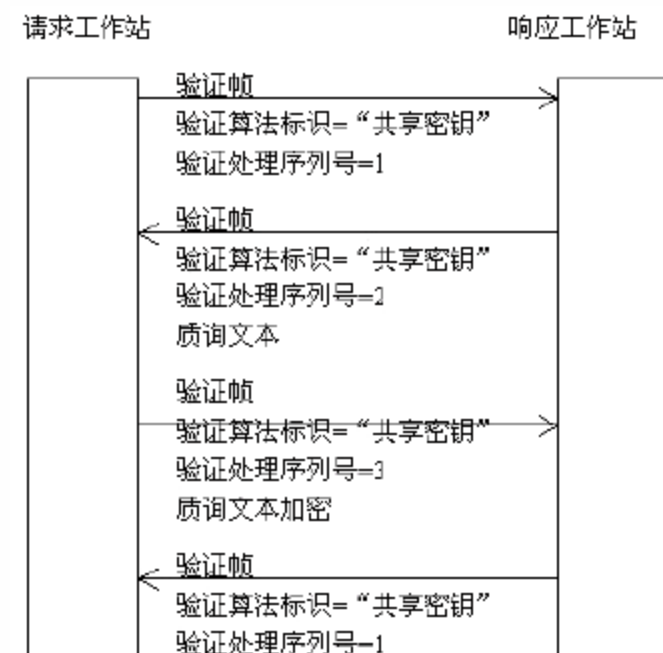 请求工作站
响应工作站
验证帧
验证算法标识=“共享密钥”
验证处理序列号=1
验证帧
验证算法标识=“共享密钥”
验证处理序列号=2
质询文本
验证帧
验证算法标识=“共享密钥”
验证处理序列号=3
质询文本加密
验证帧
验证算法标识=“共享密钥”
验证处理序列号=1